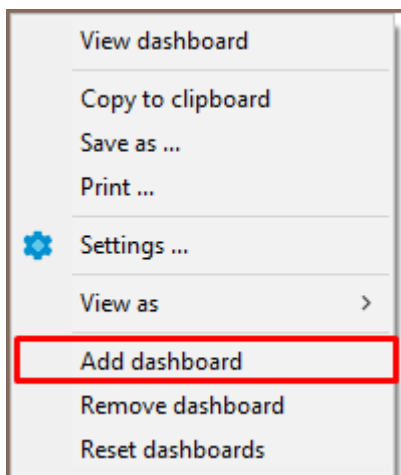 View dashboard
Copy to clipboard
Save as ...
Print ...
Settings ...
View as
Add dashboard
Remove dashboard
Reset dashboards